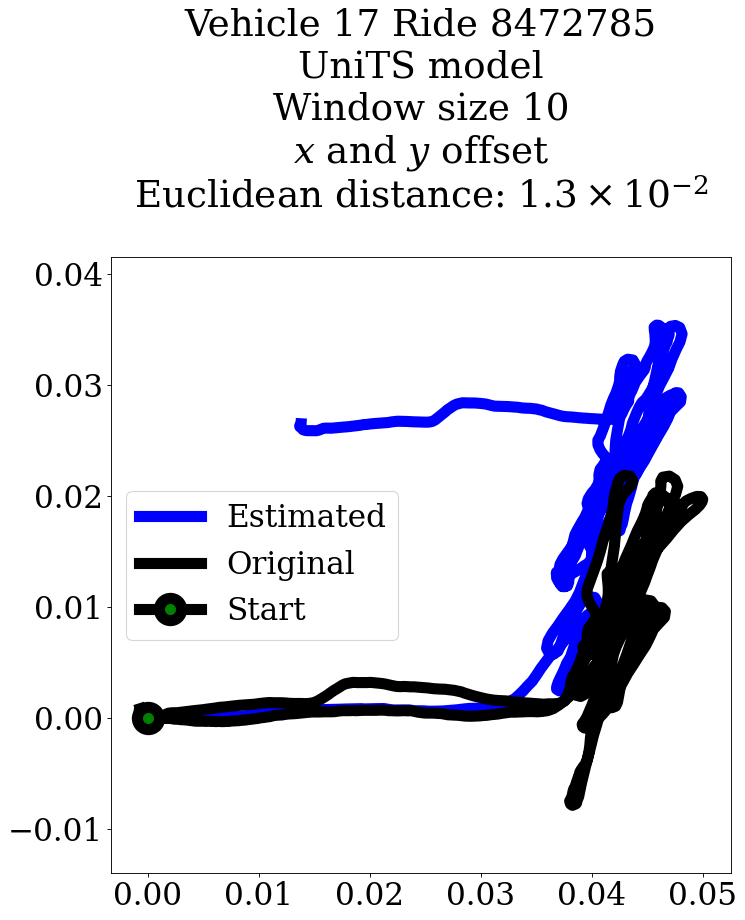 Vehicle 17 Ride 8472785
UniTS model
Window size 10
x and y offset
Euclidean distance: 1.3 × 10⁻²
0.04
0.03
0.02
0.01
0.00
−0.01
Estimated
Original
Start
0.00 0.01 0.02 0.03 0.04 0.05